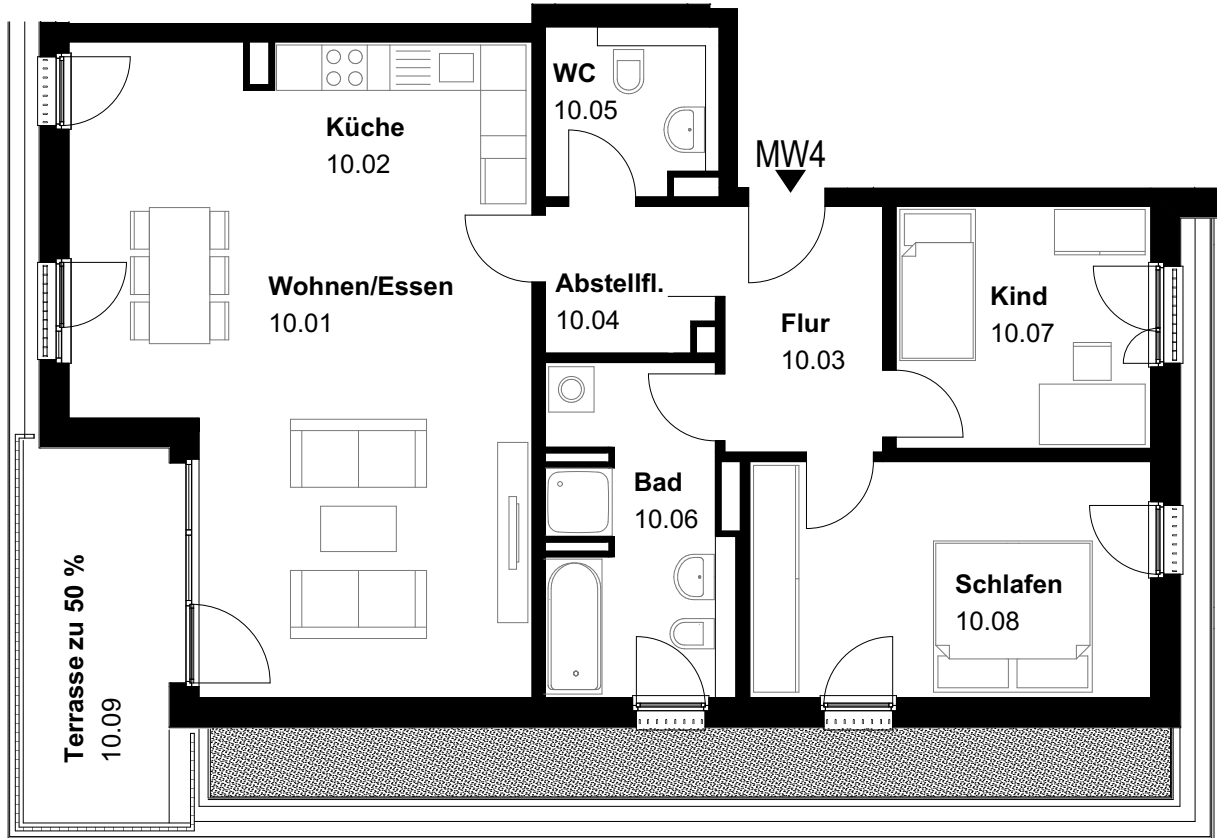 WC
10.05
MW4
Küche
10.02
Wohnen/Essen
10.01
Abstellfl.
10.04
Flur
10.03
Kind
10.07
Bad
10.06
Schlafen
10.08
Terrasse zu 50 %
10.09